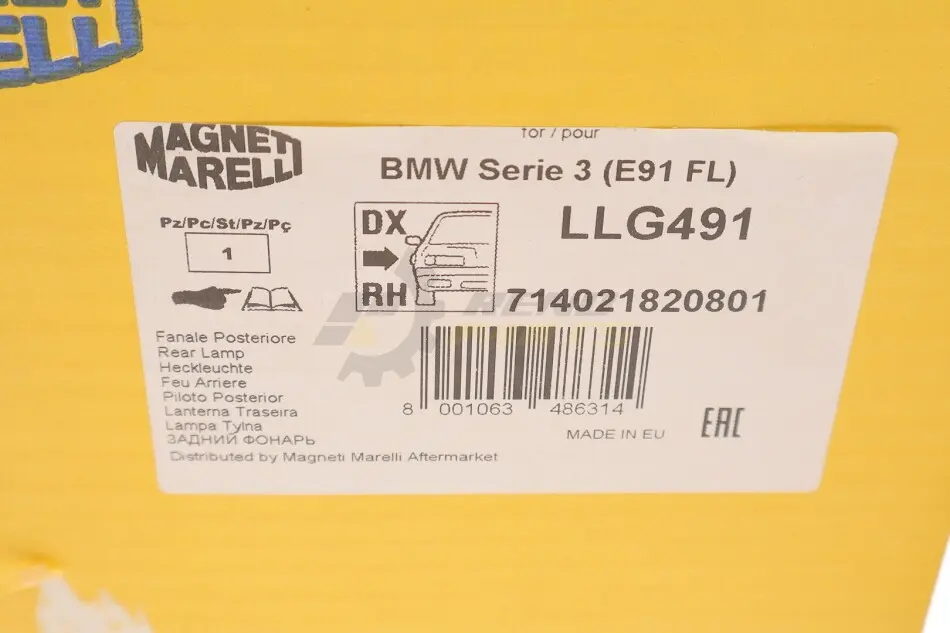 ELLI
MAGNETI
MARELLI
for / pour
BMW Serie 3 (E91 FL)
Pz/Pc/St/Pz/Pç
1
DX
RH
LLG491
714021820801
Fanale Posteriore
Rear Lamp
Heckleuchte
Feu Arriere
Piloto Posterior
Lanterna Traseira
Lampa Tylna
ЗАДНИЙ ФОНАРЬ
Distributed by Magneti Marelli Aftermarket
8 001063 486314
MADE IN EU
EAC